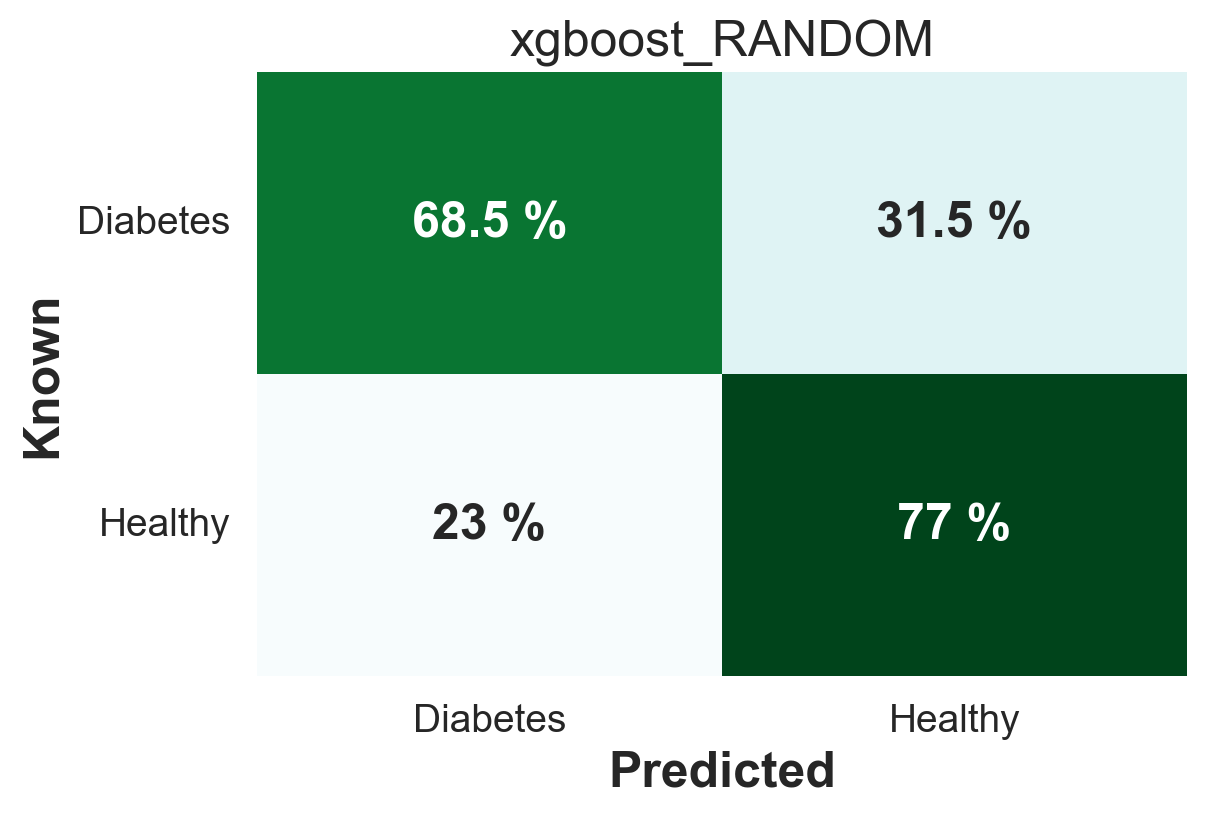 xgboost_RANDOM
Diabetes
68.5 %
31.5 %
Known
Healthy
23 %
77 %
Diabetes
Healthy
Predicted